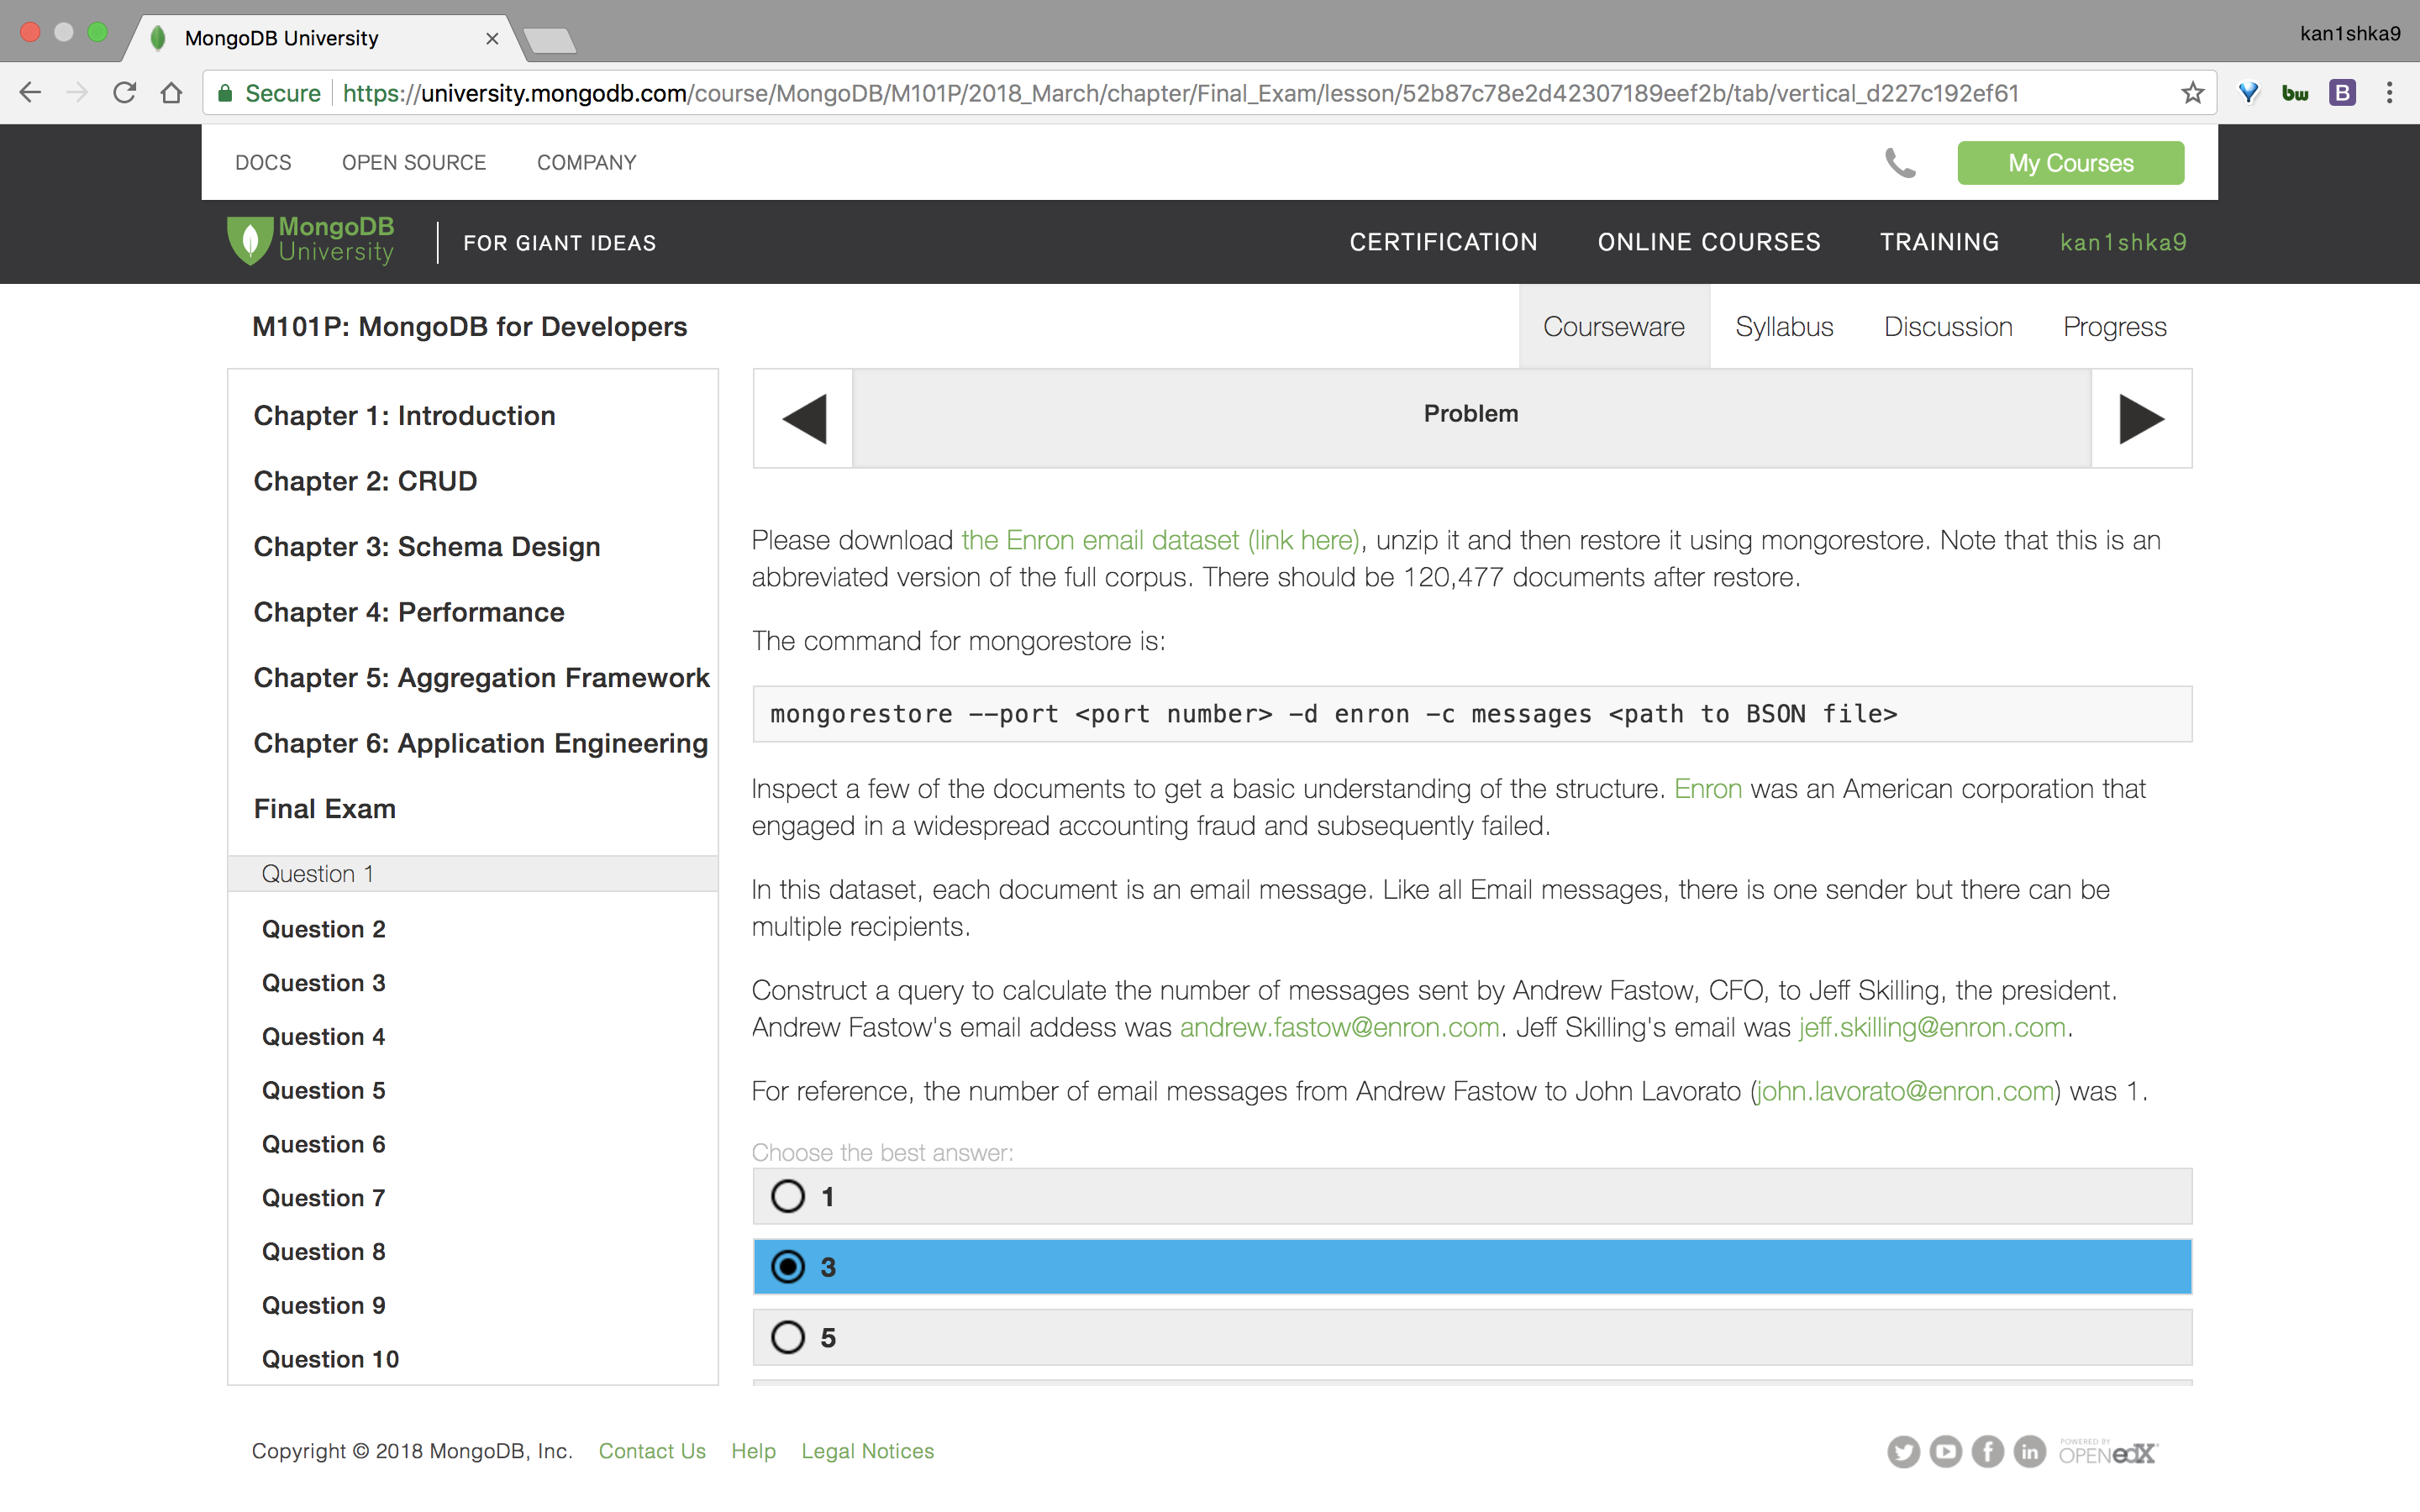 MongoDB University
kan1shka9
Secure https://university.mongodb.com/course/MongoDB/M101P/2018_March/chapter/Final_Exam/lesson/52b87c78e2d42307189eef2b/tab/vertical_d227c192ef61
bw
B
DOCS OPEN SOURCE COMPANY
My Courses
MongoDB
University
FOR GIANT IDEAS
CERTIFICATION ONLINE COURSES TRAINING kan1shka9
M101P: MongoDB for Developers
Courseware Syllabus Discussion Progress
Chapter 1: Introduction
Chapter 2: CRUD
Chapter 3: Schema Design
Chapter 4: Performance
Chapter 5: Aggregation Framework
Chapter 6: Application Engineering
Final Exam
Question 1
Question 2
Question 3
Question 4
Question 5
Question 6
Question 7
Question 8
Question 9
Question 10
Problem
Please download the Enron email dataset (link here), unzip it and then restore it using mongorestore. Note that this is an
abbreviated version of the full corpus. There should be 120,477 documents after restore.
The command for mongorestore is:
mongorestore --port <port number> -d enron -c messages <path to BSON file>
Inspect a few of the documents to get a basic understanding of the structure. Enron was an American corporation that
engaged in a widespread accounting fraud and subsequently failed.
In this dataset, each document is an email message. Like all Email messages, there is one sender but there can be
multiple recipients.
Construct a query to calculate the number of messages sent by Andrew Fastow, CFO, to Jeff Skilling, the president.
Andrew Fastow's email addess was andrew.fastow@enron.com. Jeff Skilling's email was jeff.skilling@enron.com.
For reference, the number of email messages from Andrew Fastow to John Lavorato (john.lavorato@enron.com) was 1.
Choose the best answer:
1
3
5
Copyright © 2018 MongoDB, Inc. Contact Us Help Legal Notices
POWERED BY
OPEN edX